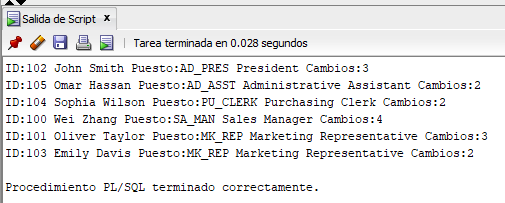 Salida de Script x
Tarea terminada en 0.028 segundos
ID:102 John Smith Puesto:AD_PRES President Cambios:3
ID:105 Omar Hassan Puesto:AD_ASST Administrative Assistant Cambios:2
ID:104 Sophia Wilson Puesto:PU_CLERK Purchasing Clerk Cambios:2
ID:100 Wei Zhang Puesto:SA_MAN Sales Manager Cambios:4
ID:101 Oliver Taylor Puesto:MK_REP Marketing Representative Cambios:3
ID:103 Emily Davis Puesto:MK_REP Marketing Representative Cambios:2
Procedimiento PL/SQL terminado correctamente.